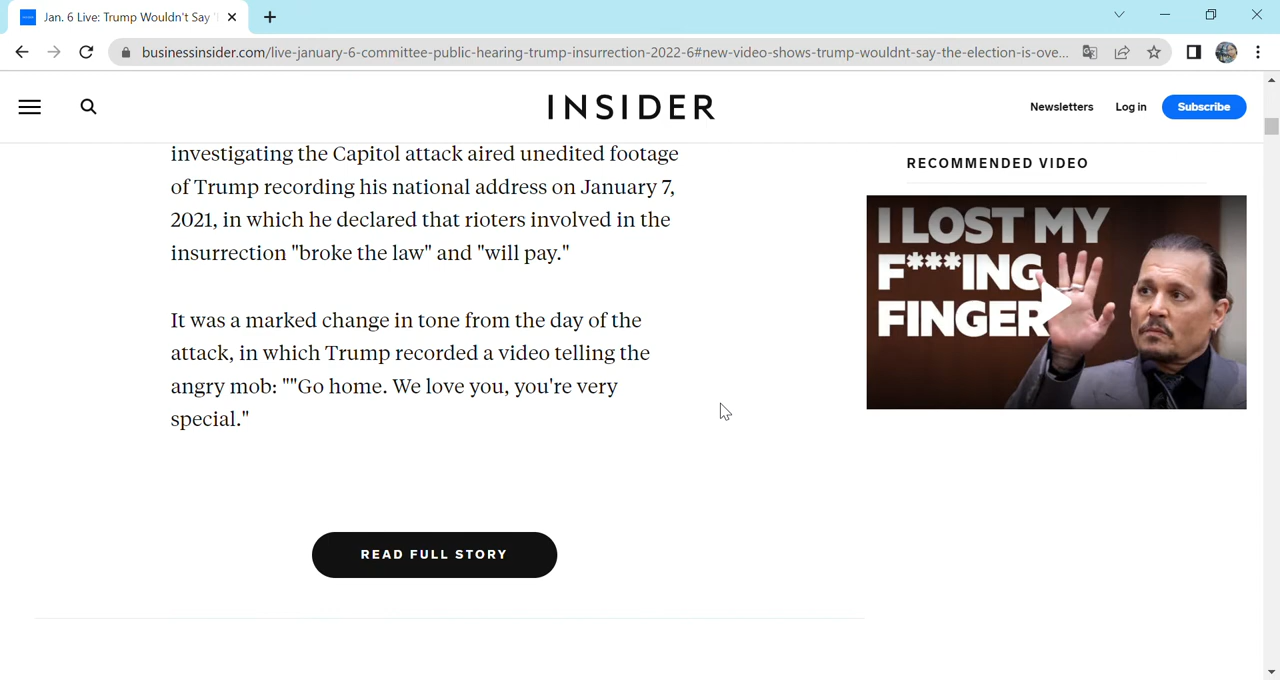 Jan. 6 Live: Trump Wouldn't Say
businessinsider.com/live-january-6-committee-public-hearing-trump-insurrection-2022-6#new-video-shows-trump-wouldnt-say-the-election-is-ove...
INSIDER
Newsletters
Log in
Subscribe
investigating the Capitol attack aired unedited footage
of Trump recording his national address on January 7,
2021, in which he declared that rioters involved in the
insurrection "broke the law" and "will pay."
It was a marked change in tone from the day of the
attack, in which Trump recorded a video telling the
angry mob: ""Go home. We love you, you're very
special."
READ FULL STORY
RECOMMENDED VIDEO
I LOST MY
F***ING
FINGER